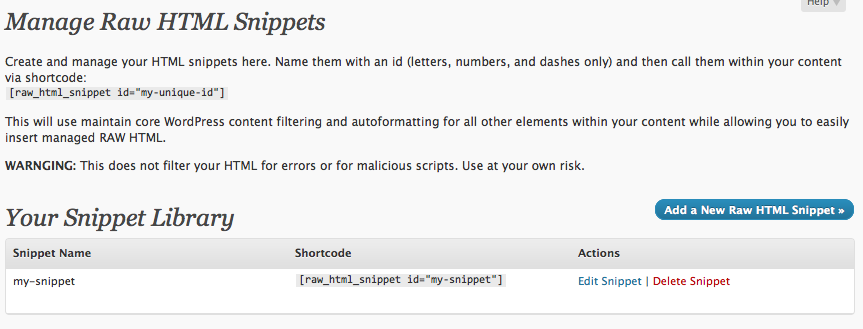 Help
Manage Raw HTML Snippets
Create and manage your HTML snippets here. Name them with an id (letters, numbers, and dashes only) and then call them within your content
via shortcode:
[raw_html_snippet id="my-unique-id"]
This will use maintain core WordPress content filtering and autoformatting for all other elements within your content while allowing you to easily
insert managed RAW HTML.
WARNGING: This does not filter your HTML for errors or for malicious scripts. Use at your own risk.
Your Snippet Library
Add a New Raw HTML Snippet »
Snippet Name Shortcode Actions
my-snippet [raw_html_snippet id="my-snippet"] Edit Snippet | Delete Snippet